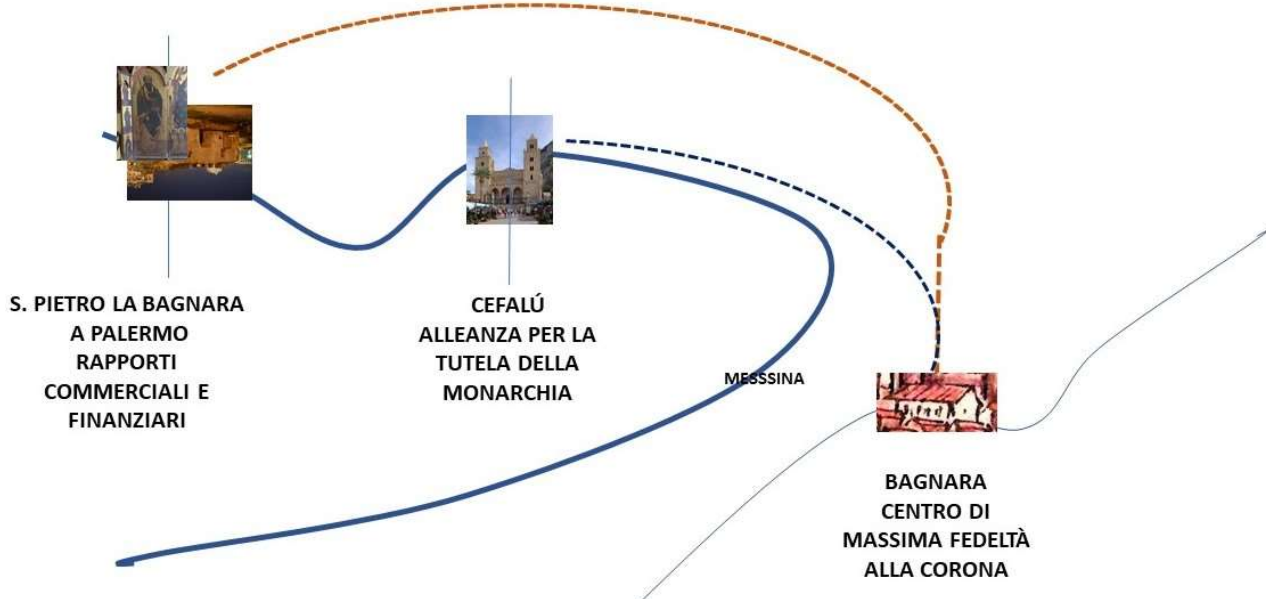 S. PIETRO LA BAGNARA
A PALERMO
RAPPORTI
COMMERCIALI E
FINANZIARI
CEFALÚ
ALLEANZA PER LA
TUTELA DELLA
MONARCHIA
MESSSINA
BAGNARA
CENTRO DI
MASSIMA FEDELTÀ
ALLA CORONA